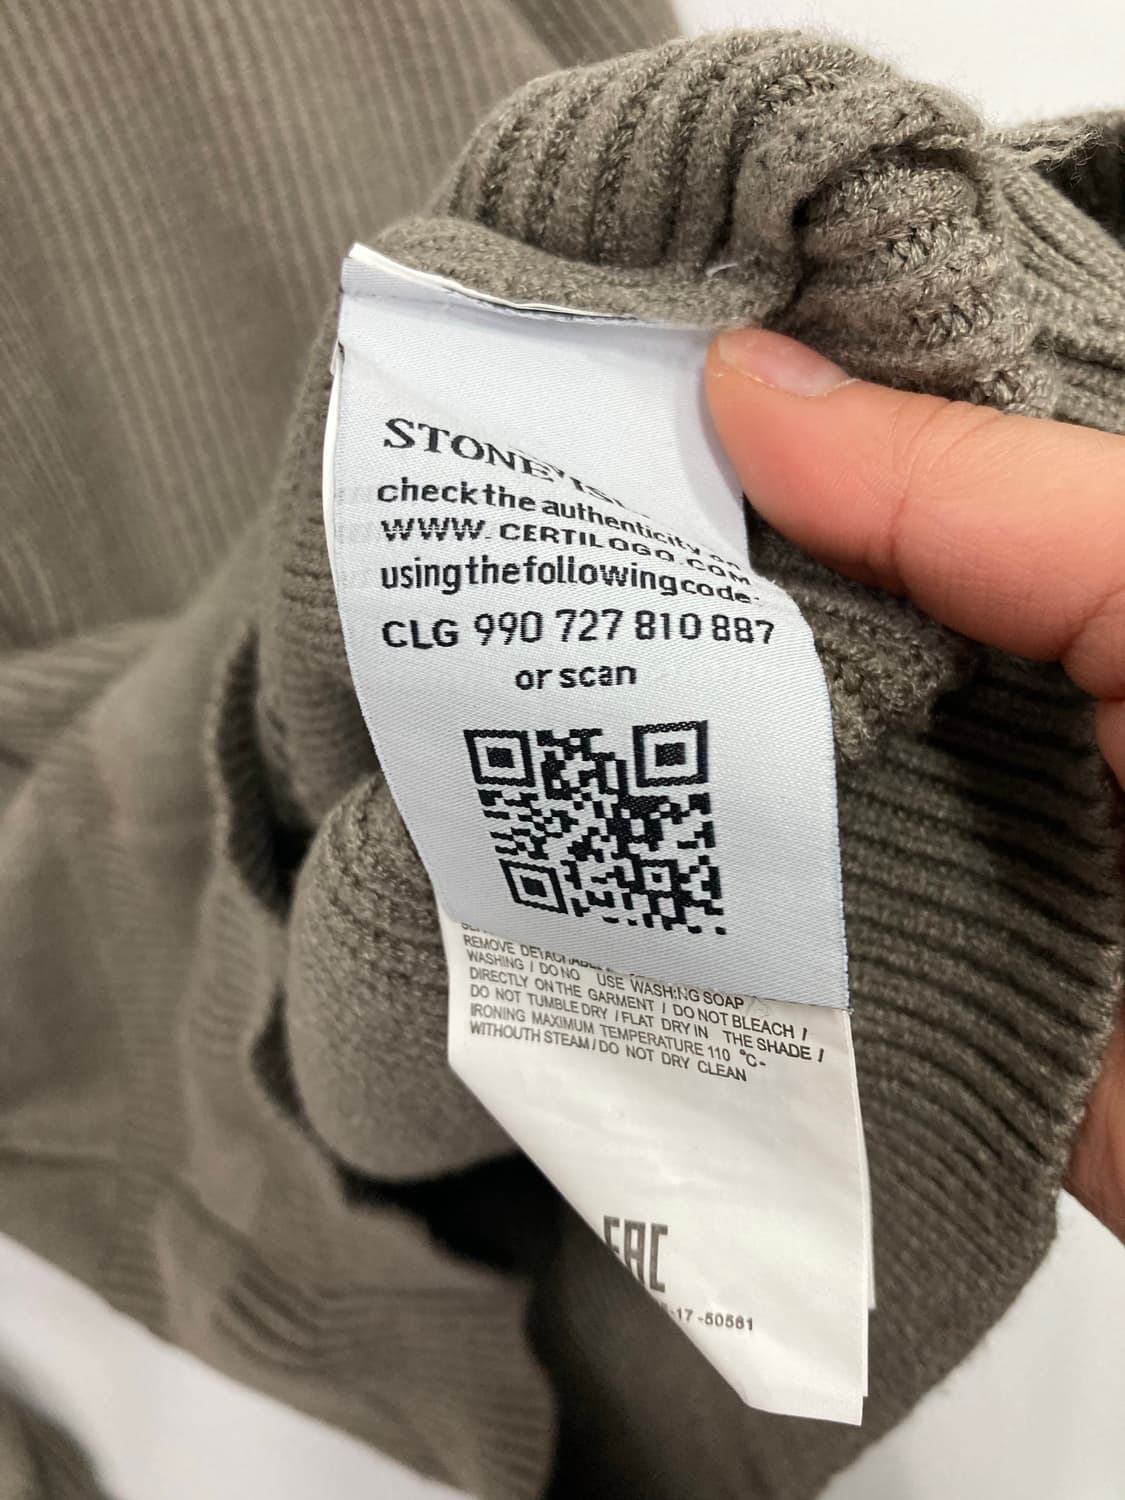 STONE
check the authenticity on
WWW.CERTILOGO.COM
using the following code:
CLG 990 727 810 887
or scan
REMOVE
WASHING / DO NO USE WASHING SOAP
DIRECTLY ON THE GARMENT / DO NOT BLEACH /
DO NOT TUMBLE DRY / FLAT DRY IN THE SHADE /
IRONING MAXIMUM TEMPERATURE 110 °C-
WITHOUTH STEAM / DO NOT DRY CLEAN
EAC
-17-50561